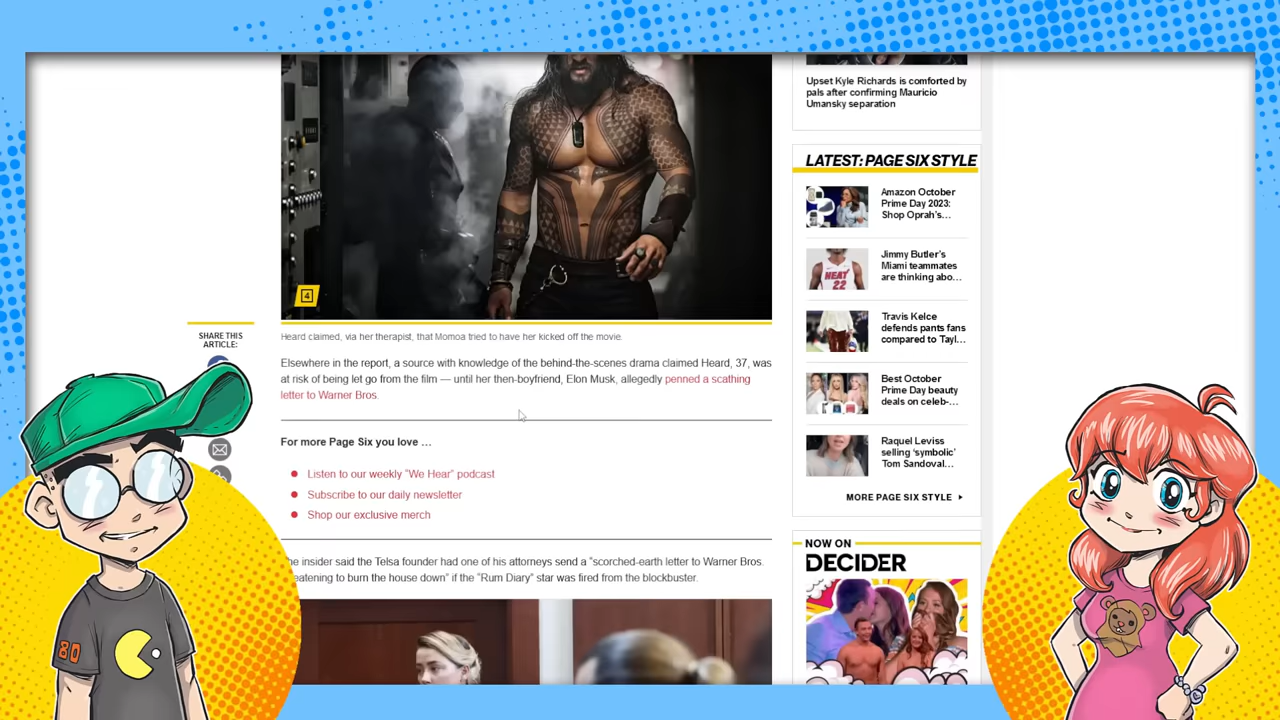 Upset Kyle Richards is comforted by
pals after confirming Mauricio
Umansky separation
LATEST: PAGE SIX STYLE
Amazon October
Prime Day 2023:
Shop Oprah's...
Jimmy Butler's
Miami teammates
are thinking abo...
HEAT
22
Travis Kelce
defends pants fans
compared to Tayl...
Best October
Prime Day beauty
deals on celeb-...
Raquel Leviss
selling 'symbolic'
Tom Sandoval...
MORE PAGE SIX STYLE
NOW ON
DECIDER
4
SHARE THIS
ARTICLE:
Heard claimed, via her therapist, that Momoa tried to have her kicked off the movie.
Elsewhere in the report, a source with knowledge of the behind-the-scenes drama claimed Heard, 37, was
at risk of being let go from the film — until her then-boyfriend, Elon Musk, allegedly penned a scathing
letter to Warner Bros.
For more Page Six you love …
Listen to our weekly "We Hear" podcast
Subscribe to our daily newsletter
Shop our exclusive merch
he insider said the Telsa founder had one of his attorneys send a "scorched-earth letter to Warner Bros.
eatening to burn the house down" if the "Rum Diary" star was fired from the blockbuster.
80